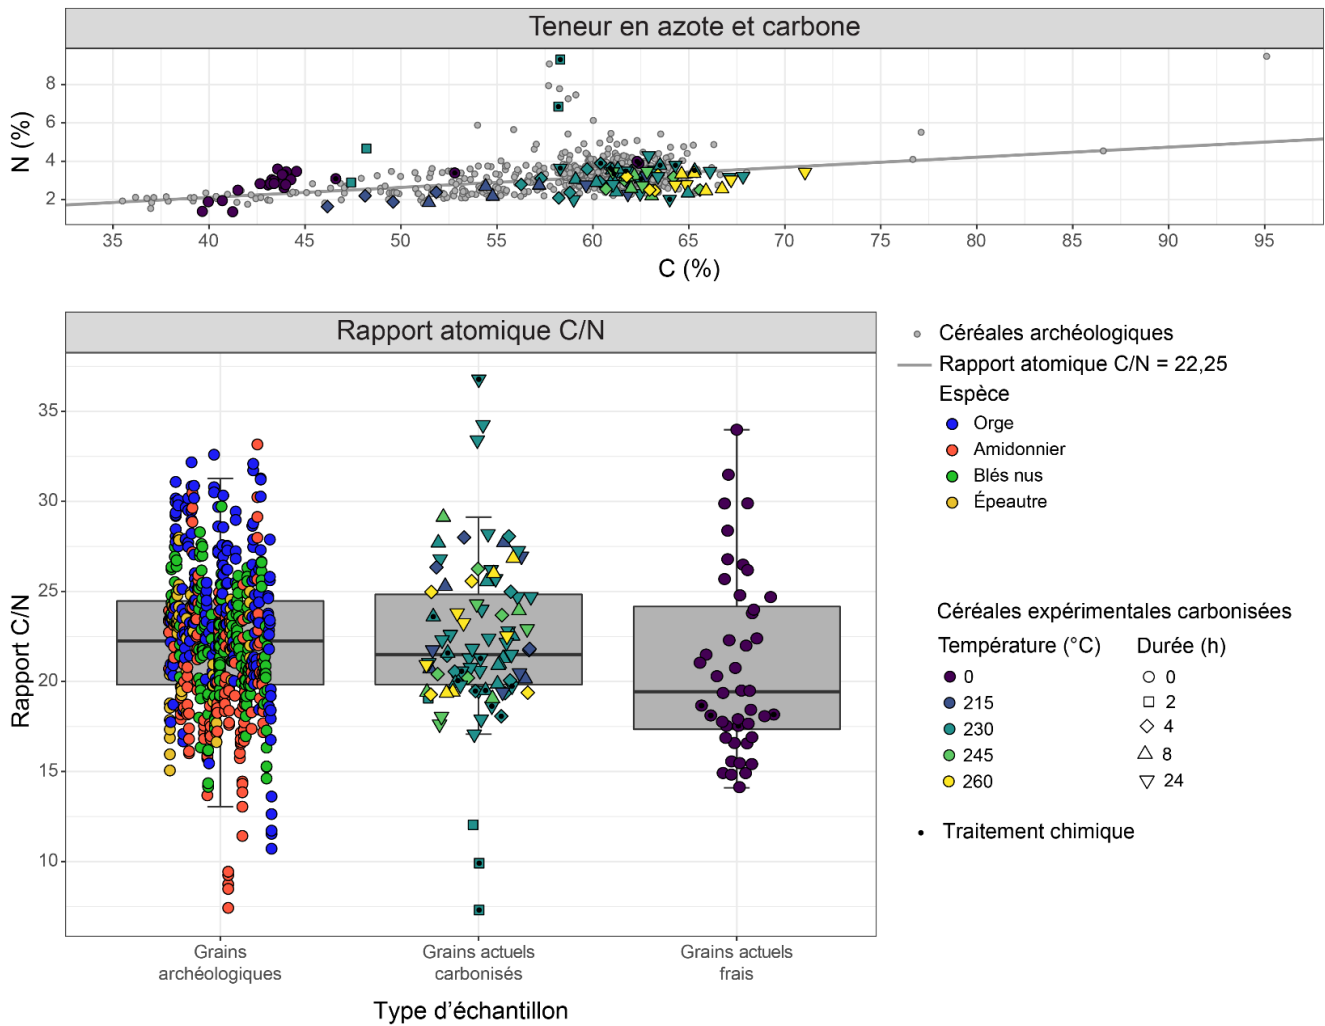 Teneur en azote et carbone
N (%)
8
6
4
2
35 40 45 50 55 60 65 70 75 80 85 90 95
C (%)
Rapport atomique C/N
Rapport C/N
35
30
25
20
15
10
Grains archéologiques
Grains actuels carbonisés
Grains actuels frais
Type d’échantillon
Céréales archéologiques
Rapport atomique C/N = 22,25
Espèce
Orge
Amidonnier
Blés nus
Épeautre
Céréales expérimentales carbonisées
Température (°C) Durée (h)
0 0
215 2
230 4
245 8
260 24
Traitement chimique